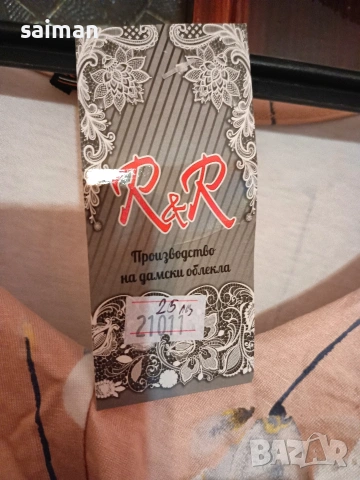 saiman
R&R
Производство
на дамски облекла
25 лв
21011
BAZAR